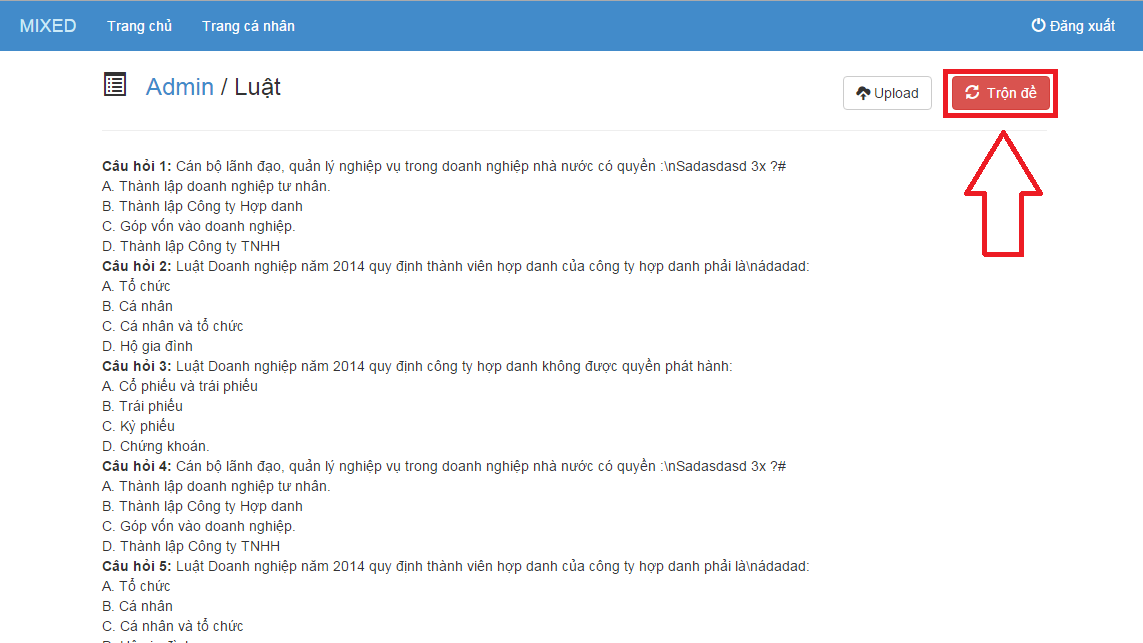 MIXED Trang chủ Trang cá nhân Đăng xuất
Admin / Luật Upload Trộn đề
Câu hỏi 1: Cán bộ lãnh đạo, quản lý nghiệp vụ trong doanh nghiệp nhà nước có quyền :\nSadasdasd 3x ?#
A. Thành lập doanh nghiệp tư nhân.
B. Thành lập Công ty Hợp danh
C. Góp vốn vào doanh nghiệp.
D. Thành lập Công ty TNHH
Câu hỏi 2: Luật Doanh nghiệp năm 2014 quy định thành viên hợp danh của công ty hợp danh phải là\nádadad:
A. Tổ chức
B. Cá nhân
C. Cá nhân và tổ chức
D. Hộ gia đình
Câu hỏi 3: Luật Doanh nghiệp năm 2014 quy định công ty hợp danh không được quyền phát hành:
A. Cổ phiếu và trái phiếu
B. Trái phiếu
C. Kỳ phiếu
D. Chứng khoán.
Câu hỏi 4: Cán bộ lãnh đạo, quản lý nghiệp vụ trong doanh nghiệp nhà nước có quyền :\nSadasdasd 3x ?#
A. Thành lập doanh nghiệp tư nhân.
B. Thành lập Công ty Hợp danh
C. Góp vốn vào doanh nghiệp.
D. Thành lập Công ty TNHH
Câu hỏi 5: Luật Doanh nghiệp năm 2014 quy định thành viên hợp danh của công ty hợp danh phải là\nádadad:
A. Tổ chức
B. Cá nhân
C. Cá nhân và tổ chức